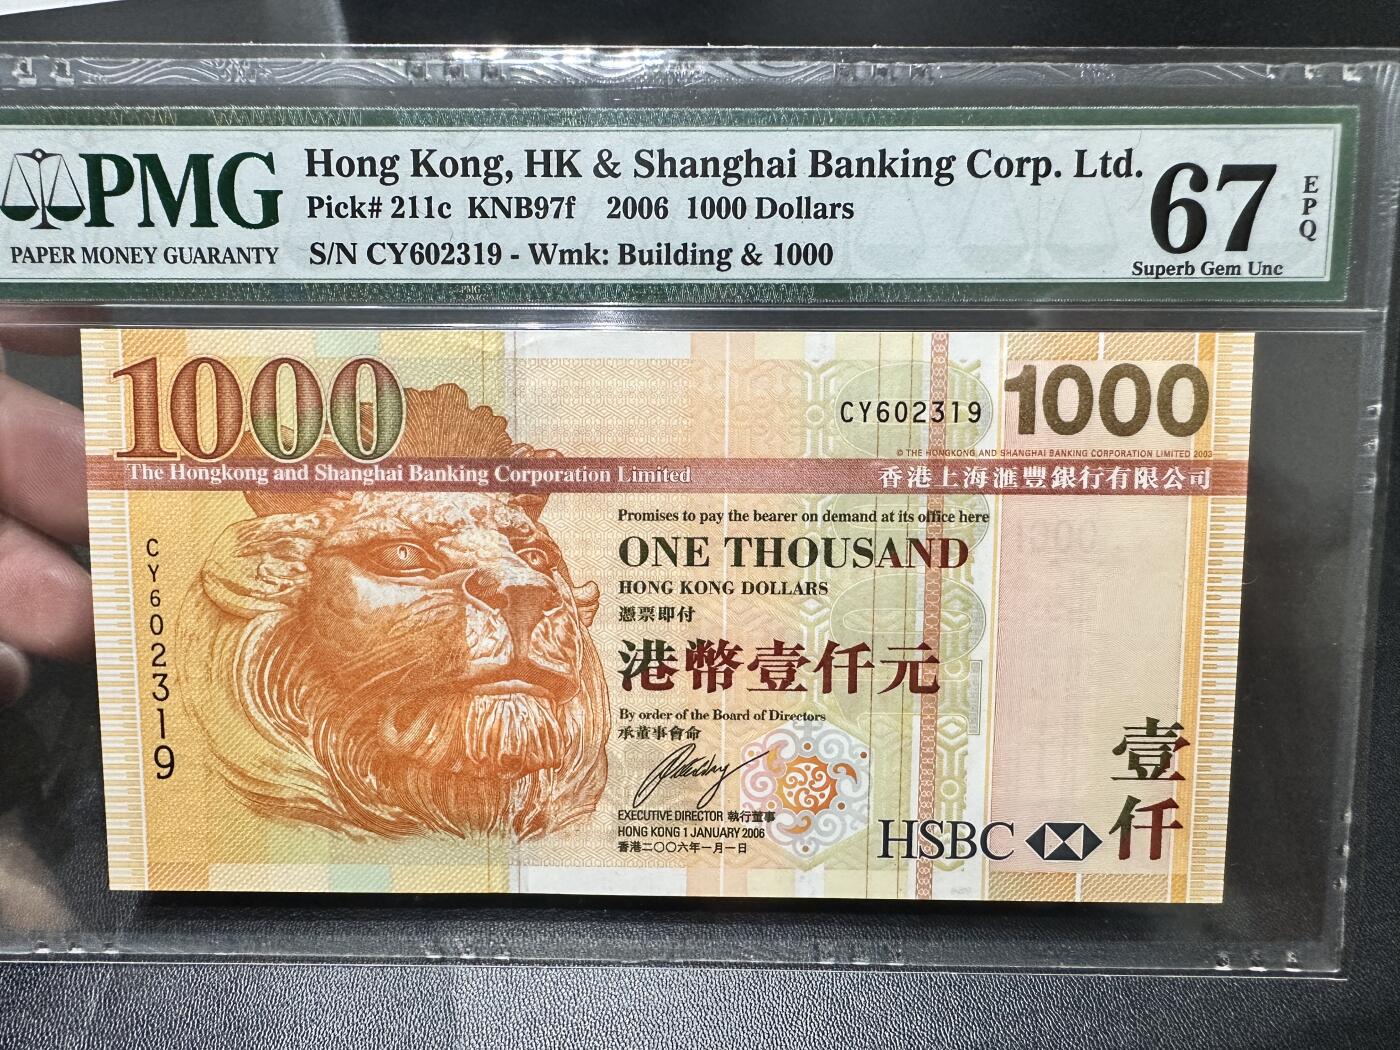 PMG
PAPER MONEY GUARANTY
Hong Kong, HK & Shanghai Banking Corp. Ltd.
Pick# 211c KNB97f 2006 1000 Dollars
S/N CY602319 - Wmk: Building & 1000
67
EPQ
Superb Gem Unc
1000
CY602319
1000
© THE HONGKONG AND SHANGHAI BANKING CORPORATION LIMITED 2003
The Hongkong and Shanghai Banking Corporation Limited
香港上海滙豐銀行有限公司
Promises to pay the bearer on demand at its office here
ONE THOUSAND
HONG KONG DOLLARS
憑票即付
港幣壹仟元
CY602319
By order of the Board of Directors
承董事會命
EXECUTIVE DIRECTOR 執行董事
HONG KONG 1 JANUARY 2006
香港二〇〇六年一月一日
HSBC
壹仟